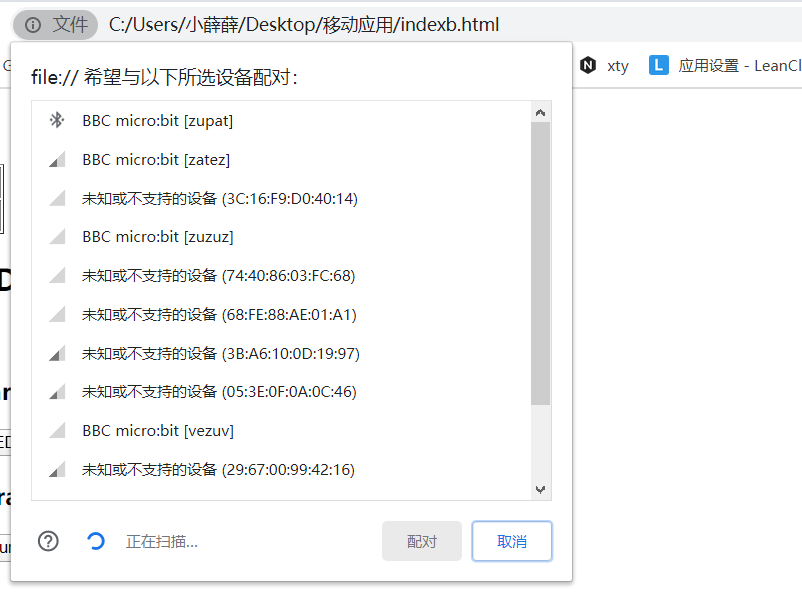 文件 C:/Users/小薛薛/Desktop/移动应用/indexb.html
xty L 应用设置 - LeanCl
file:// 希望与以下所选设备配对:
BBC micro:bit [zupat]
BBC micro:bit [zatez]
未知或不支持的设备 (3C:16:F9:D0:40:14)
BBC micro:bit [zuzuz]
未知或不支持的设备 (74:40:86:03:FC:68)
未知或不支持的设备 (68:FE:88:AE:01:A1)
未知或不支持的设备 (3B:A6:10:0D:19:97)
未知或不支持的设备 (05:3E:0F:0A:0C:46)
BBC micro:bit [vezuv]
未知或不支持的设备 (29:67:00:99:42:16)
正在扫描... 配对 取消